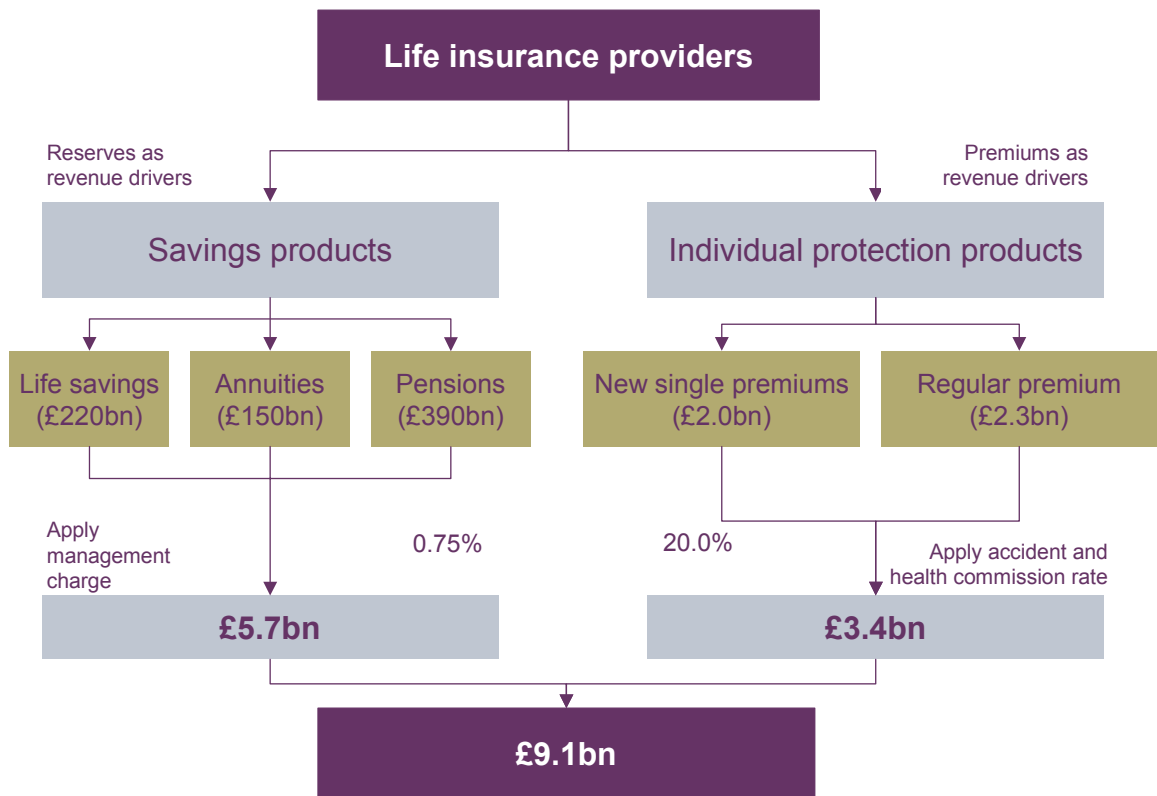 Life insurance providers
Reserves as
revenue drivers
Premiums as
revenue drivers
Savings products
Individual protection products
Life savings
(£220bn)
Annuities
(£150bn)
Pensions
(£390bn)
New single premiums
(£2.0bn)
Regular premium
(£2.3bn)
Apply
management
charge
0.75%
20.0%
Apply accident and
health commission rate
£5.7bn
£3.4bn
£9.1bn